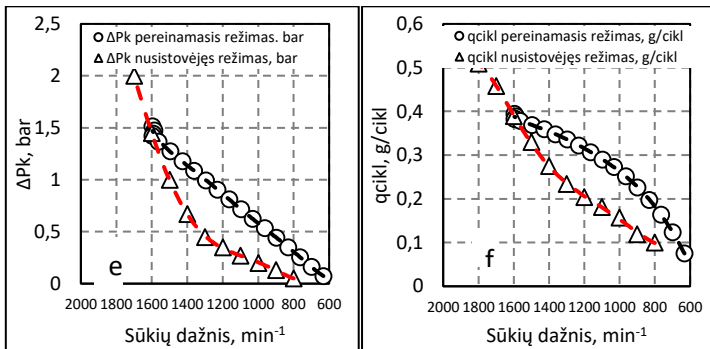 2,5
2
1,5
1
0,5
0
ΔPk, bar
ΔPk pereinamasis režimas. bar
ΔPk nusistovėjęs režimas, bar
e
2000 1800 1600 1400 1200 1000 800 600
Sūkių dažnis, min-1
0,6
0,5
0,4
0,3
0,2
0,1
0
qcikl, g/cikl
qcikl pereinamasis režimas, g/cikl
qcikl nusistovėjęs režimas, g/cikl
f
2000 1800 1600 1400 1200 1000 800 600
Sūkių dažnis, min-1